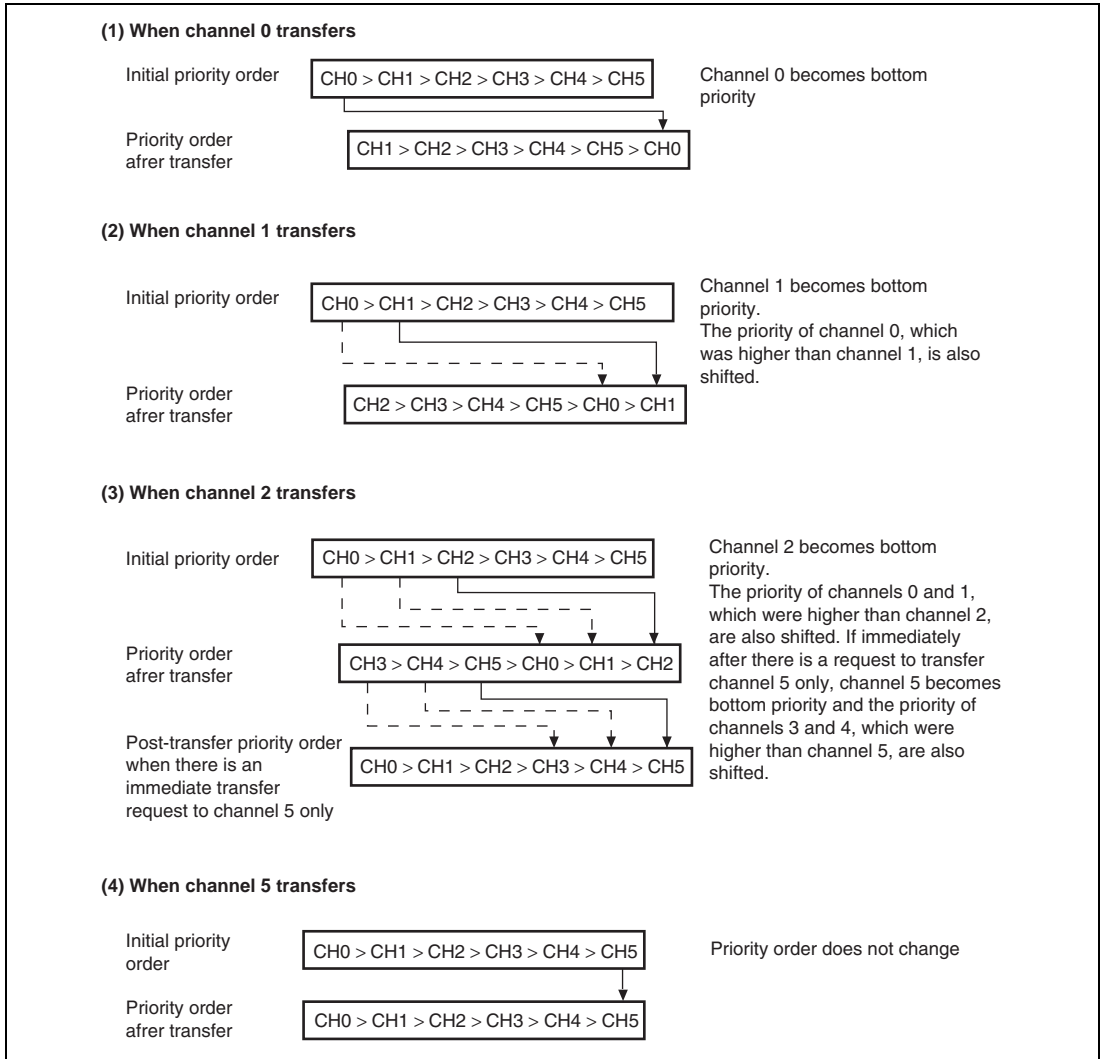 (1) When channel 0 transfers
Initial priority order
CH0 > CH1 > CH2 > CH3 > CH4 > CH5
Channel 0 becomes bottom
priority
Priority order
afrer transfer
CH1 > CH2 > CH3 > CH4 > CH5 > CH0
(2) When channel 1 transfers
Initial priority order
CH0 > CH1 > CH2 > CH3 > CH4 > CH5
Channel 1 becomes bottom
priority.
The priority of channel 0, which
was higher than channel 1, is also
shifted.
Priority order
afrer transfer
CH2 > CH3 > CH4 > CH5 > CH0 > CH1
(3) When channel 2 transfers
Initial priority order
CH0 > CH1 > CH2 > CH3 > CH4 > CH5
Channel 2 becomes bottom
priority.
The priority of channels 0 and 1,
which were higher than channel 2,
are also shifted. If immediately
after there is a request to transfer
channel 5 only, channel 5 becomes
bottom priority and the priority of
channels 3 and 4, which were
higher than channel 5, are also
shifted.
Priority order
afrer transfer
CH3 > CH4 > CH5 > CH0 > CH1 > CH2
Post-transfer priority order
when there is an
immediate transfer
request to channel 5 only
CH0 > CH1 > CH2 > CH3 > CH4 > CH5
(4) When channel 5 transfers
Initial priority
order
CH0 > CH1 > CH2 > CH3 > CH4 > CH5
Priority order does not change
Priority order
afrer transfer
CH0 > CH1 > CH2 > CH3 > CH4 > CH5